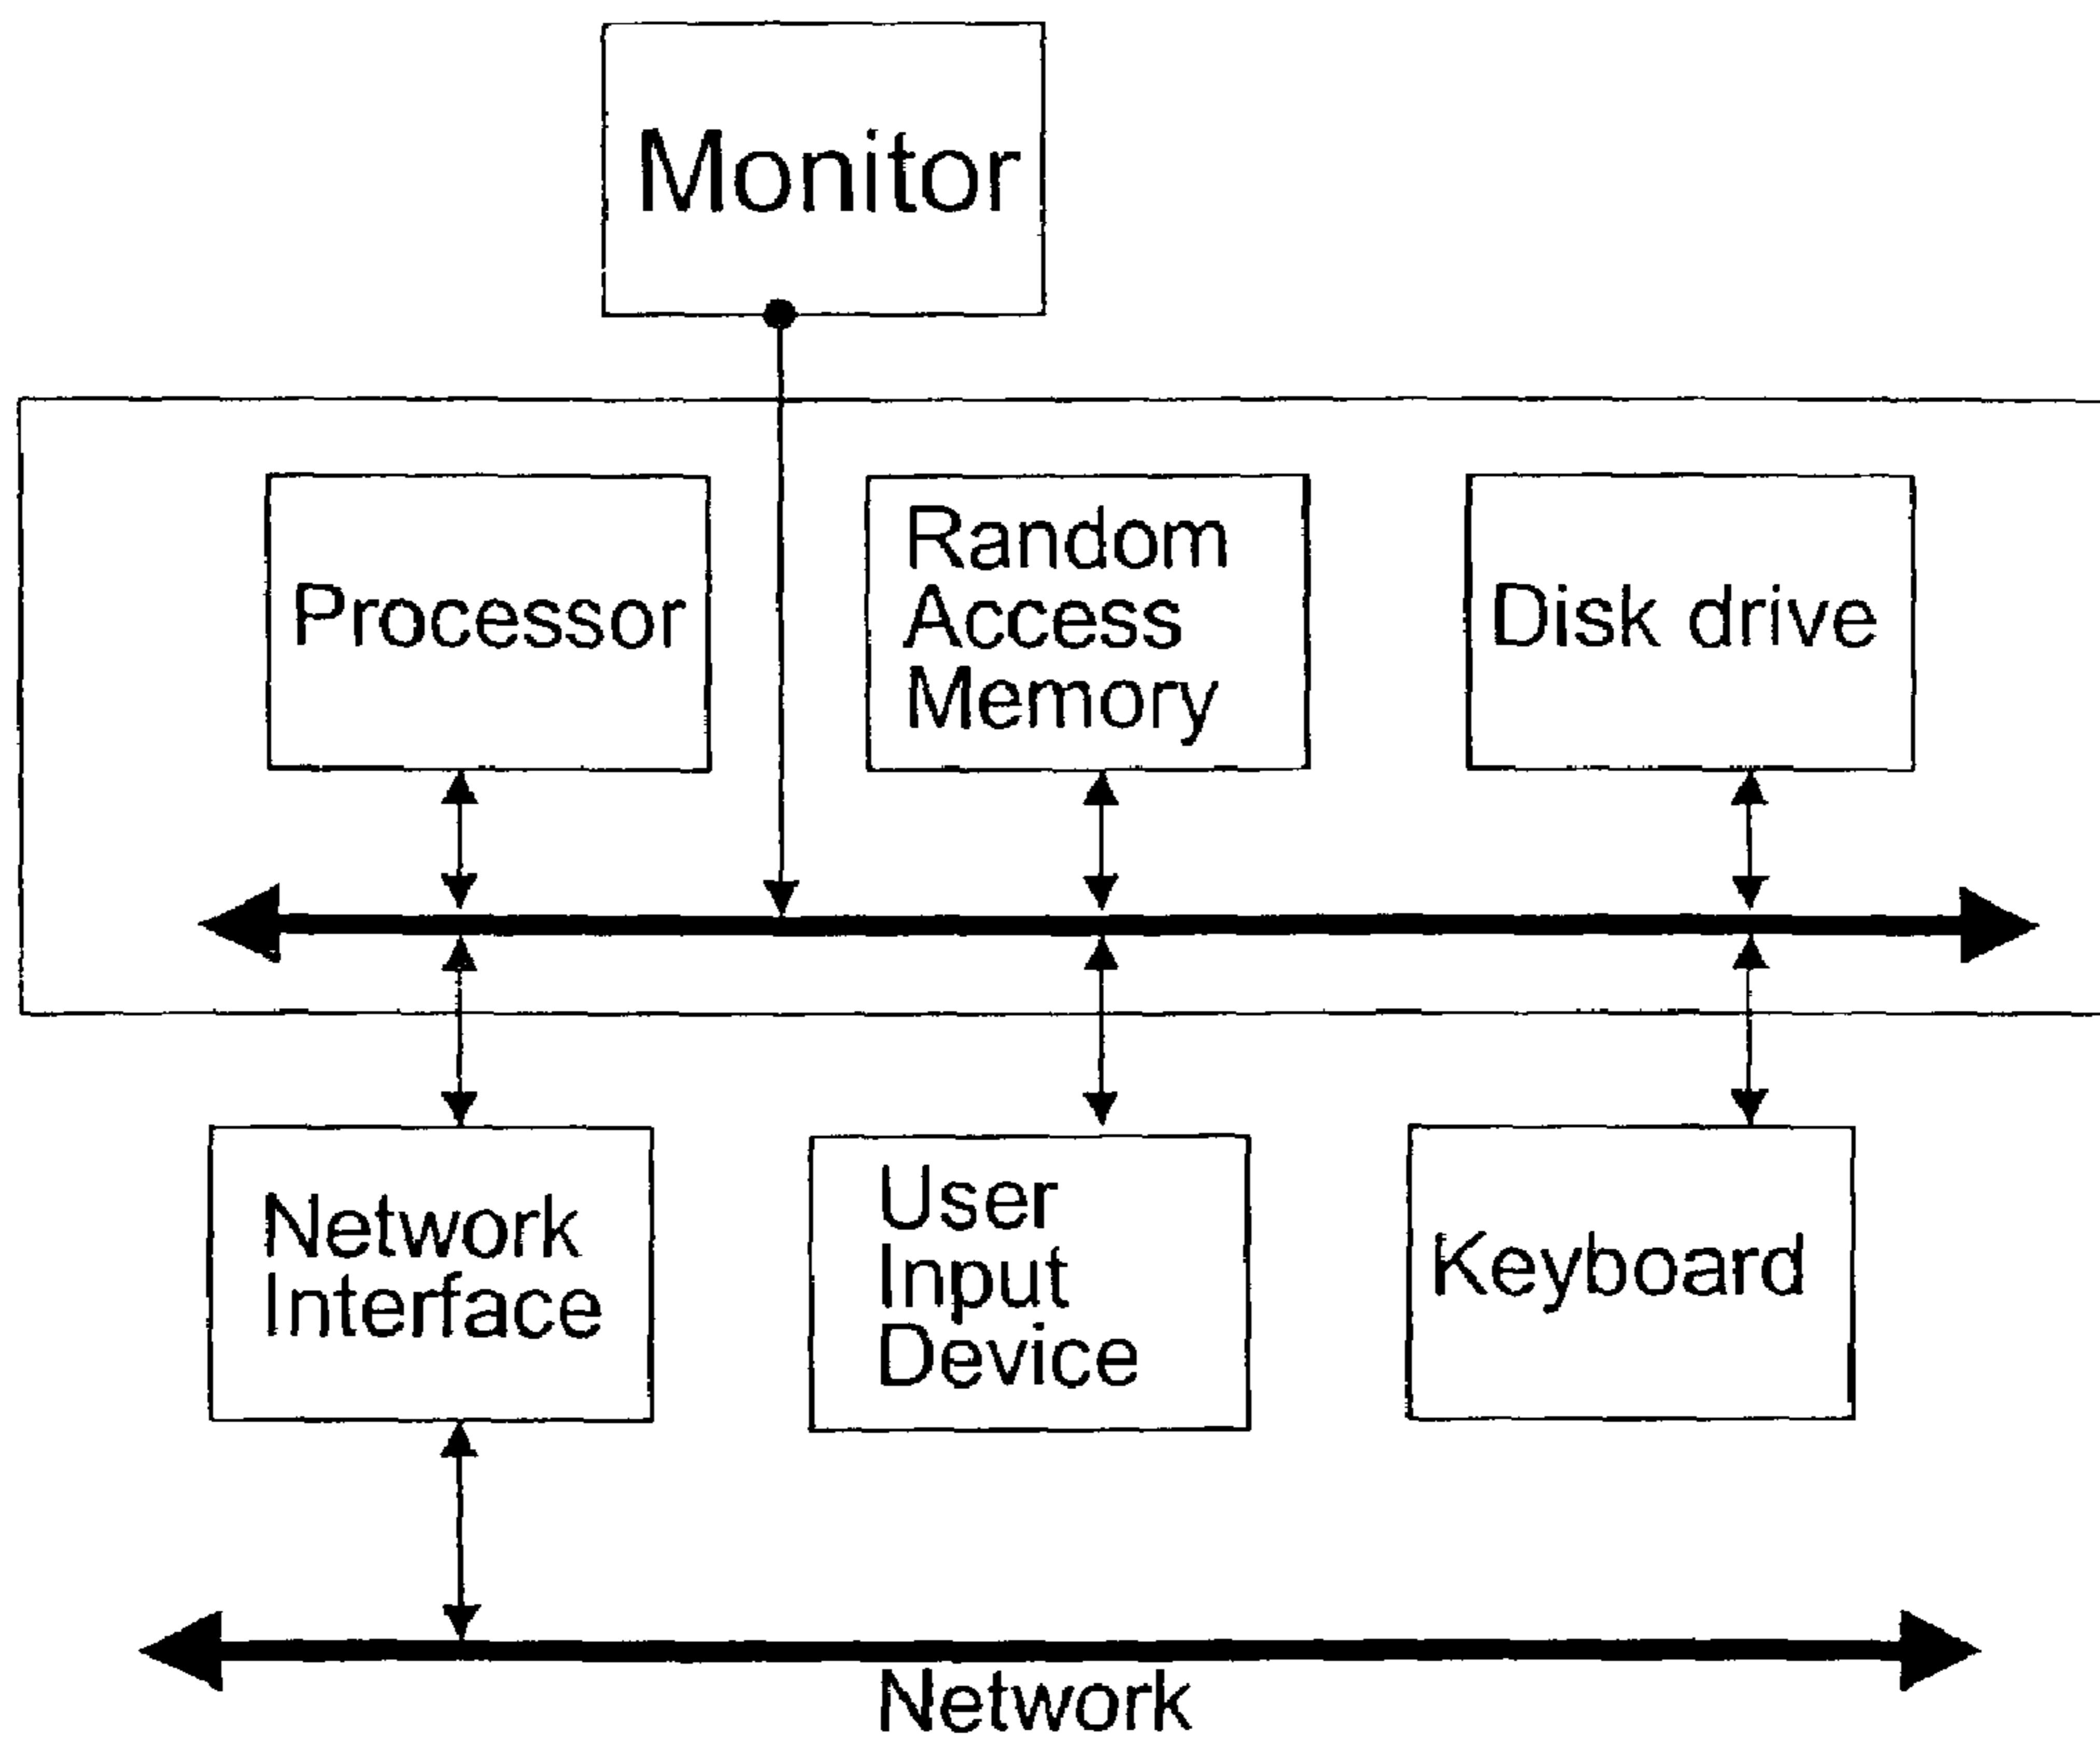 Monitor
Processor
Random
Access
Memory
Disk drive
Network
Interface
User
Input
Device
Keyboard
Network